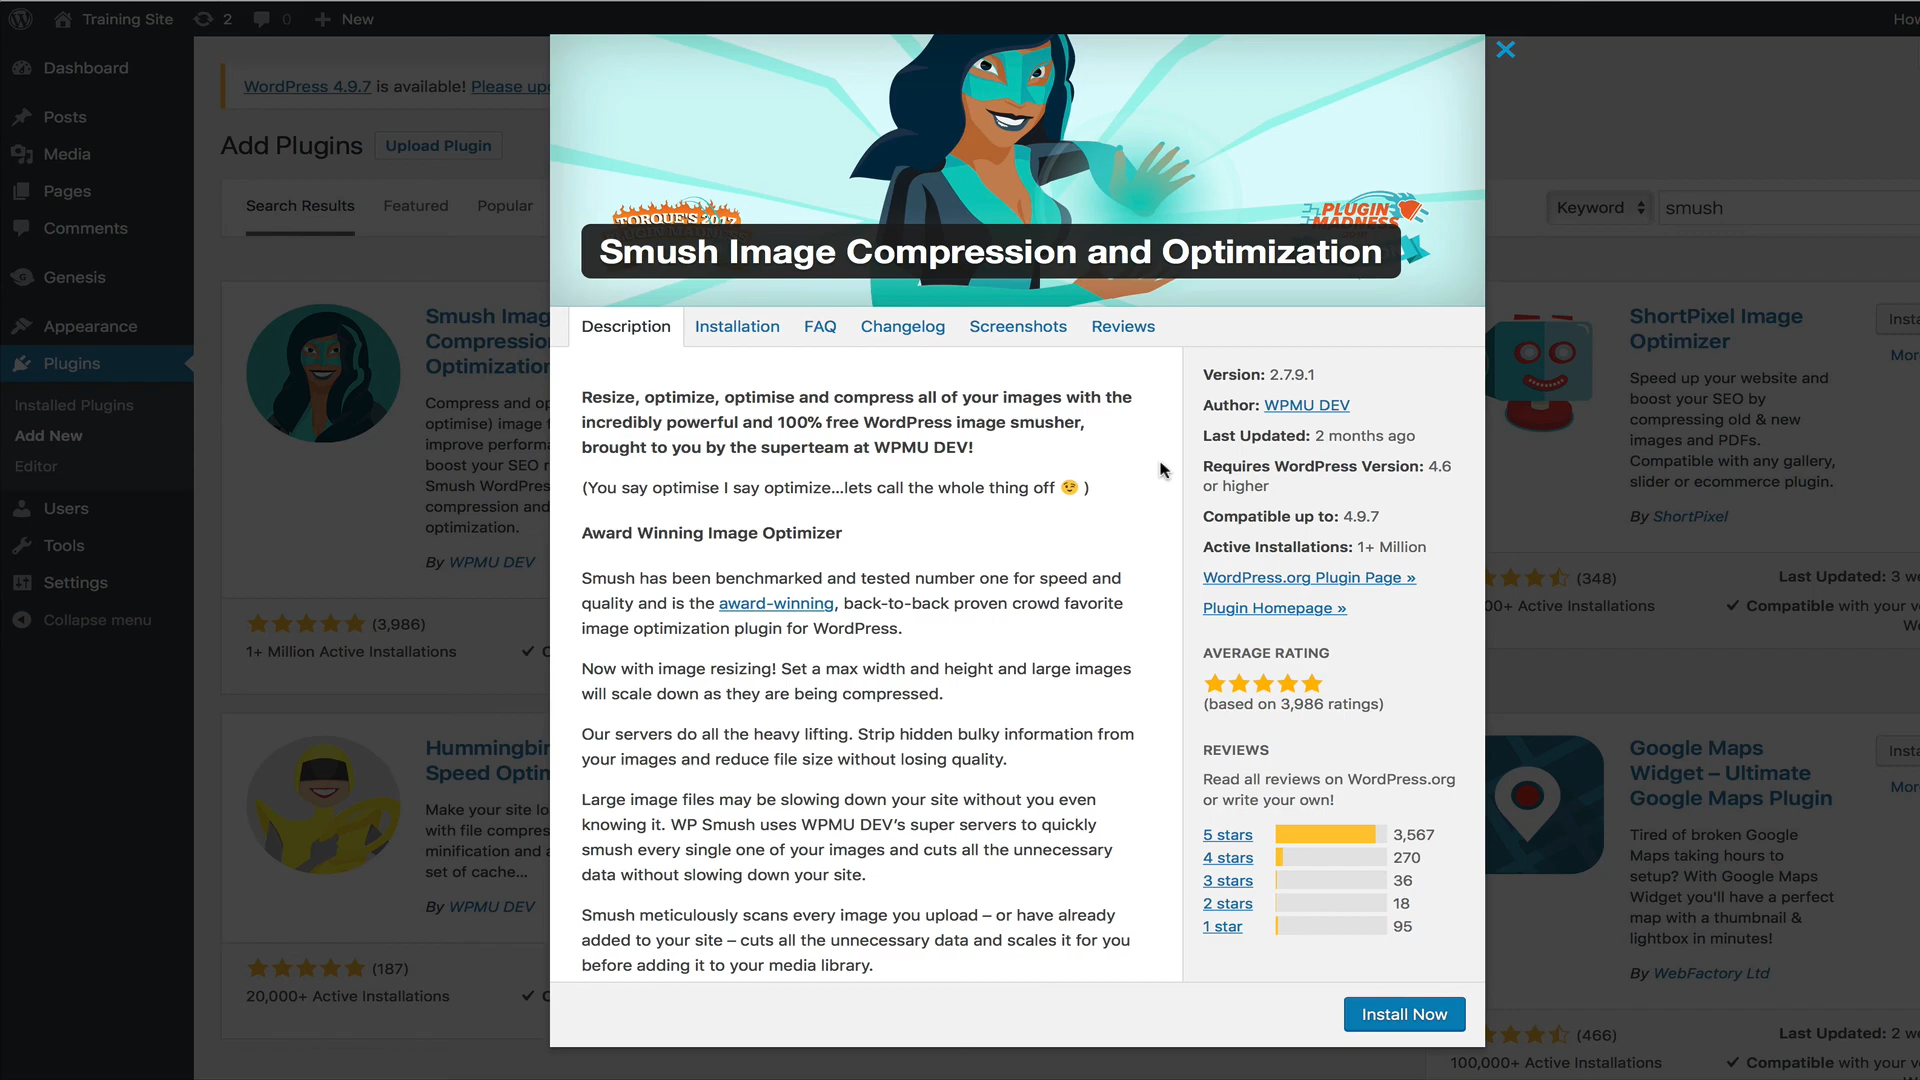 Training Site
2
0
New
How
Dashboard
Posts
Media
Pages
Comments
Genesis
Appearance
Plugins
Installed Plugins
Add New
Editor
Users
Tools
Settings
Collapse menu
WordPress 4.9.7 is available! Please
Add Plugins
Upload Plugin
Search Results
Featured
Popular
Keyword
smush
Smush
Compression
Optimization
Compress and
optimise) image
improve
boost your SEO
Smush
compression and
optimization.
By WPMU DEV
(3,986)
1+ Million Active Installations
Speed
Make your site
with file
minification and
set of cache...
By WPMU DEV
(187)
20,000+ Active Installations
TORQUE'S 2017
PLUGIN MADNESS
PLUGIN
MADNESS
Smush Image Compression and Optimization
Description
Installation
FAQ
Changelog
Screenshots
Reviews
Resize, optimize, optimise and compress all of your images with the
incredibly powerful and 100% free WordPress image smusher,
brought to you by the superteam at WPMU DEV!
(You say optimise I say optimize...lets call the whole thing off 😉 )
Award Winning Image Optimizer
Smush has been benchmarked and tested number one for speed and
quality and is the award-winning, back-to-back proven crowd favorite
image optimization plugin for WordPress.
Now with image resizing! Set a max width and height and large images
will scale down as they are being compressed.
Our servers do all the heavy lifting. Strip hidden bulky information from
your images and reduce file size without losing quality.
Large image files may be slowing down your site without you even
knowing it. WP Smush uses WPMU DEV's super servers to quickly
smush every single one of your images and cuts all the unnecessary
data without slowing down your site.
Smush meticulously scans every image you upload – or have already
added to your site – cuts all the unnecessary data and scales it for you
before adding it to your media library.
Version: 2.7.9.1
Author: WPMU DEV
Last Updated: 2 months ago
Requires WordPress Version: 4.6
or higher
Compatible up to: 4.9.7
Active Installations: 1+ Million
WordPress.org Plugin Page »
Plugin Homepage »
AVERAGE RATING
(based on 3,986 ratings)
REVIEWS
Read all reviews on WordPress.org
or write your own!
5 stars 3,567
4 stars 270
3 stars 36
2 stars 18
1 star 95
Install Now
ShortPixel Image
Optimizer
Speed up your website and
boost your SEO by
compressing old & new
images and PDFs.
Compatible with any gallery,
slider or ecommerce plugin.
By ShortPixel
(348)
Last Updated: 3
00+ Active Installations
Compatible with your
Google Maps
Widget – Ultimate
Google Maps Plugin
Tired of broken Google
Maps taking hours to
setup? With Google Maps
Widget you'll have a perfect
map with a thumbnail &
lightbox in minutes!
By WebFactory Ltd
(466)
Last Updated: 2
100,000+ Active Installations
Compatible with your